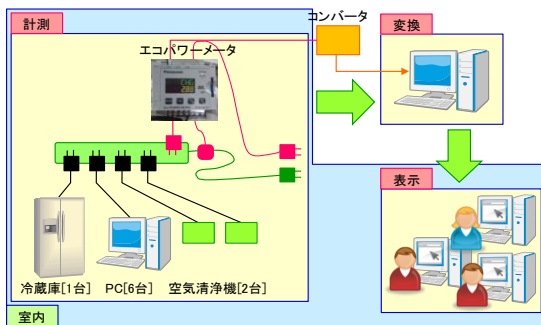 計測
コンバータ
変換
エコパワーメータ
Panasonic
表示
冷蔵庫[1台]
PC[6台]
空気清浄機[2台]
室内